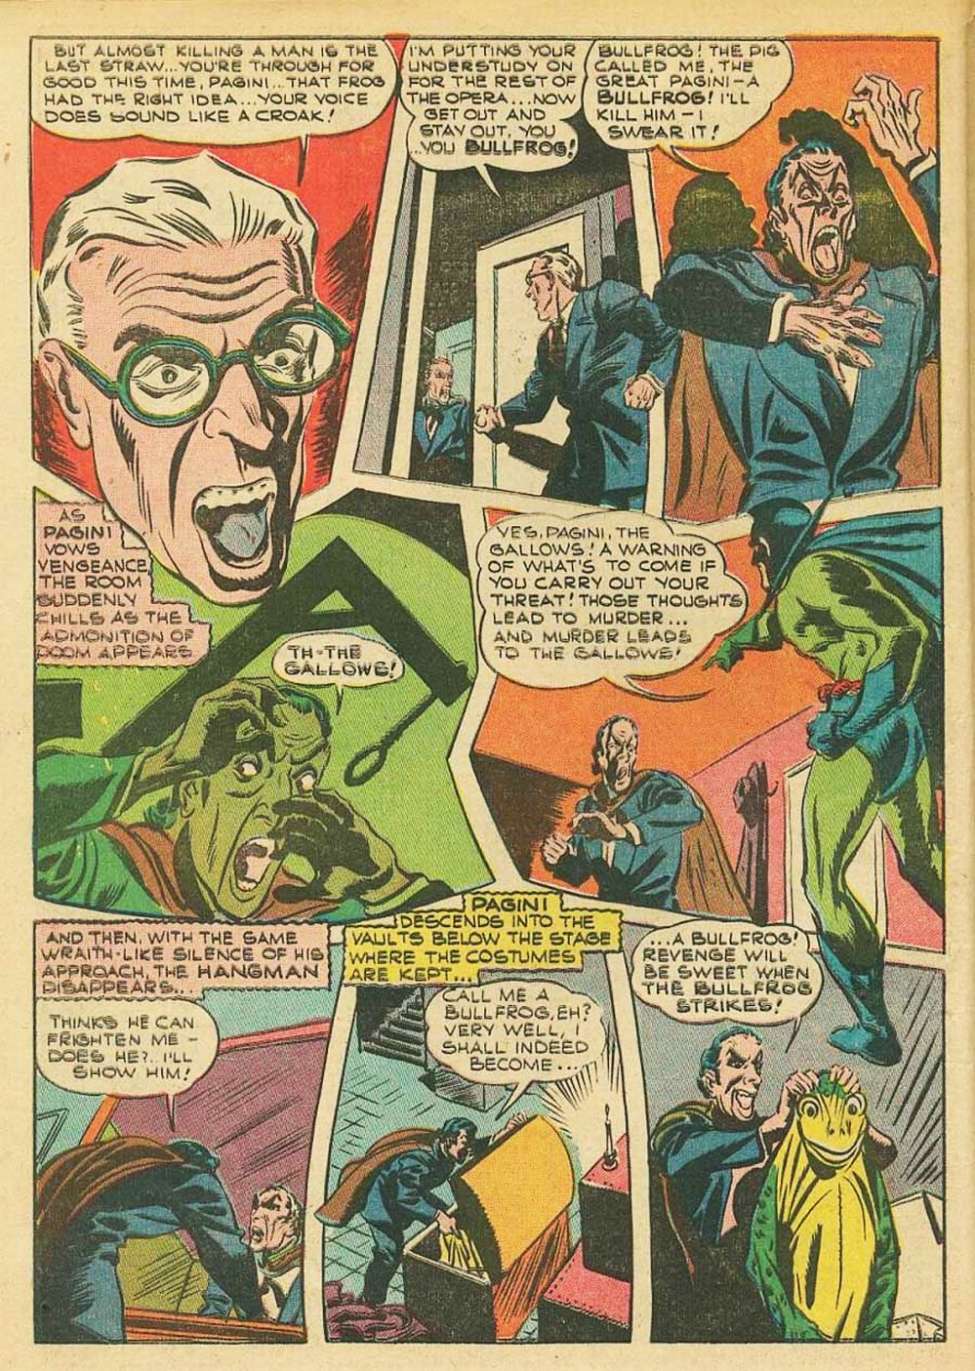 BUT ALMOST KILLING A MAN IS THE
LAST STRAW...YOU'RE THROUGH FOR
GOOD THIS TIME, PAGINI...THAT FROG
HAD THE RIGHT IDEA...YOUR VOICE
DOES SOUND LIKE A CROAK!
I'M PUTTING YOUR
UNDERSTUDY ON
FOR THE REST OF
THE OPERA...NOW
GET OUT AND
STAY OUT, YOU
..YOU BULLFROG!
BULLFROG! THE PIG
CALLED ME, THE
GREAT PAGINI-A
BULLFROG! I'LL
KILL HIM-I
SWEAR IT!
AS
PAGINI
VOWS
VENGEANCE,
THE ROOM
SUDDENLY
CHILLS AS THE
ADMONITION OF
DOOM APPEARS
TH-THE
GALLOWS!
YES, PAGINI, THE
GALLOWS! A WARNING
OF WHAT'S TO COME IF
YOU CARRY OUT YOUR
THREAT! THOSE THOUGHTS
LEAD TO MURDER...
AND MURDER LEADS
TO THE GALLOWS!
AND THEN, WITH THE SAME
WRAITH-LIKE SILENCE OF HIS
APPROACH, THE HANGMAN
DISAPPEARS...
THINKS HE CAN
FRIGHTEN ME-
DOES HE?. I'LL
SHOW HIM!
PAGINI
DESCENDS INTO THE
VAULTS BELOW THE STAGE
WHERE THE COSTUMES
ARE KEPT...
CALL ME A
BULLFROG, EH?
VERY WELL, I
SHALL INDEED
BECOME...
...A BULLFROG!
REVENGE WILL
BE SWEET WHEN
THE BULLFROG
STRIKES!